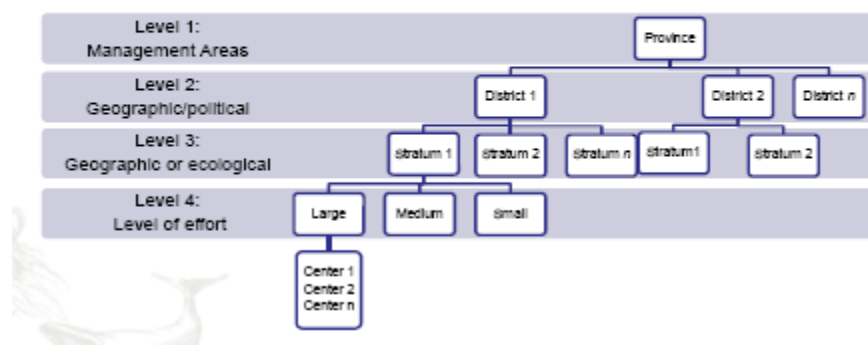 Level 1:
Management Areas
Province
Level 2:
Geographic/political
District 1
District 2
District n
Level 3:
Geographic or ecological
Stratum 1
Stratum 2
Stratum n
Stratum1
Stratum 2
Level 4:
Level of effort
Large
Medium
Small
Center 1
Center 2
Center n